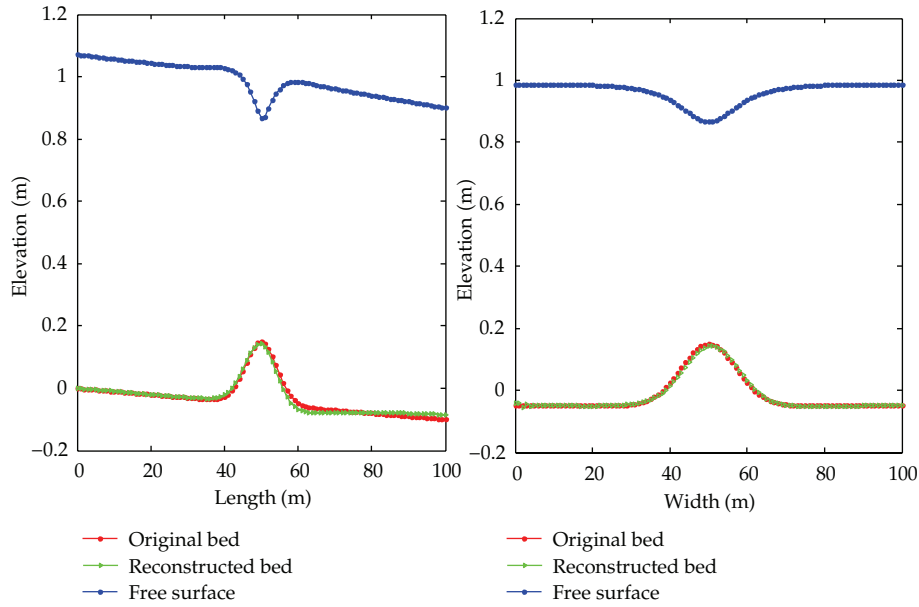 1.2
1
0.8
0.6
0.4
0.2
0
−0.2
Elevation (m)
0 20 40 60 80 100
Length (m)
Original bed
Reconstructed bed
Free surface
1.2
1
0.8
0.6
0.4
0.2
0
−0.2
Elevation (m)
0 20 40 60 80 100
Width (m)
Original bed
Reconstructed bed
Free surface